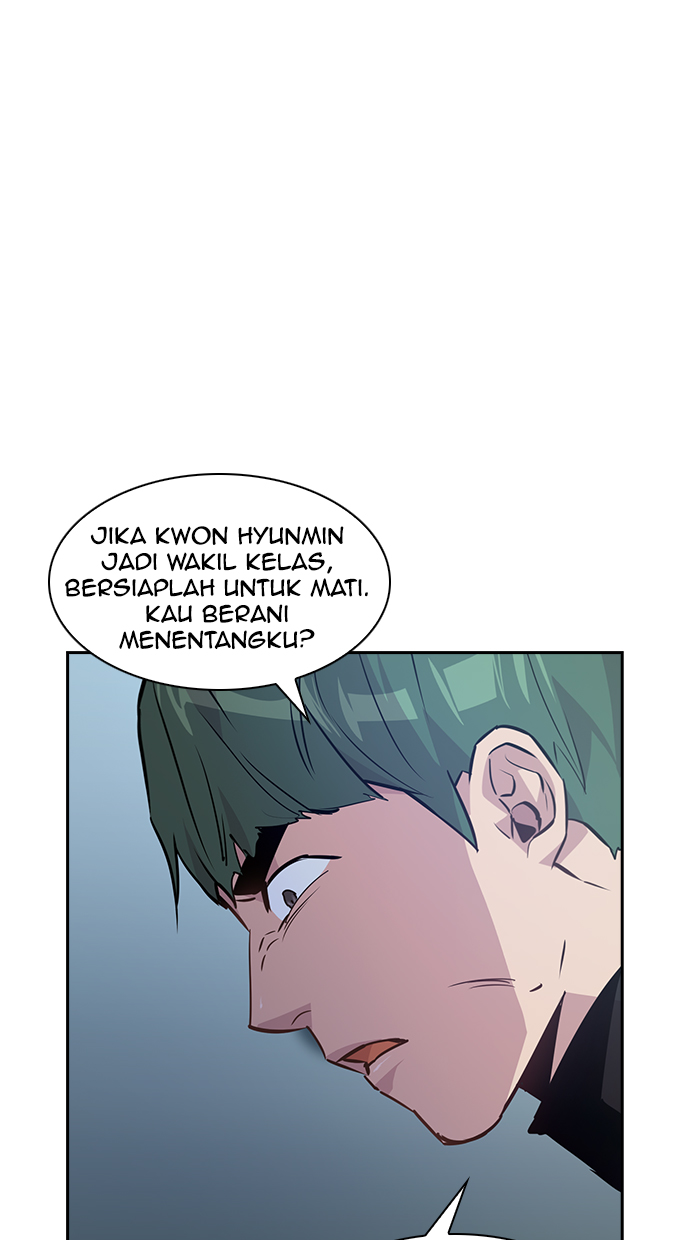 JIKA KWON HYUNMIN
JADI WAKIL KELAS,
BERSIAPLAH UNTUK MATI.
KAU BERANI
MENENTANGKU?